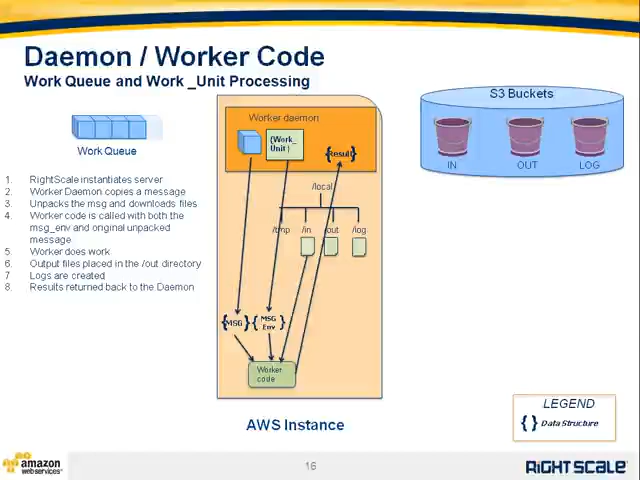 Daemon / Worker Code
Work Queue and Work _Unit Processing
Work Queue
1. RightScale instantiates server
2. Worker Daemon copies a message
3. Unpacks the msg and downloads files
4. Worker code is called with both the
msg_env and original unpacked
message
5. Worker does work
6. Output files placed in the /out directory
7 Logs are created
8. Results returned back to the Daemon
Worker daemon
{Work_
Unit }
{Result}
/local
/tmp /in /out /log
{MSG} { MSG
Env }
Worker
code
AWS Instance
S3 Buckets
IN OUT LOG
LEGEND
{ } Data Structure
amazon
webservices
16
RIGHTSCALE